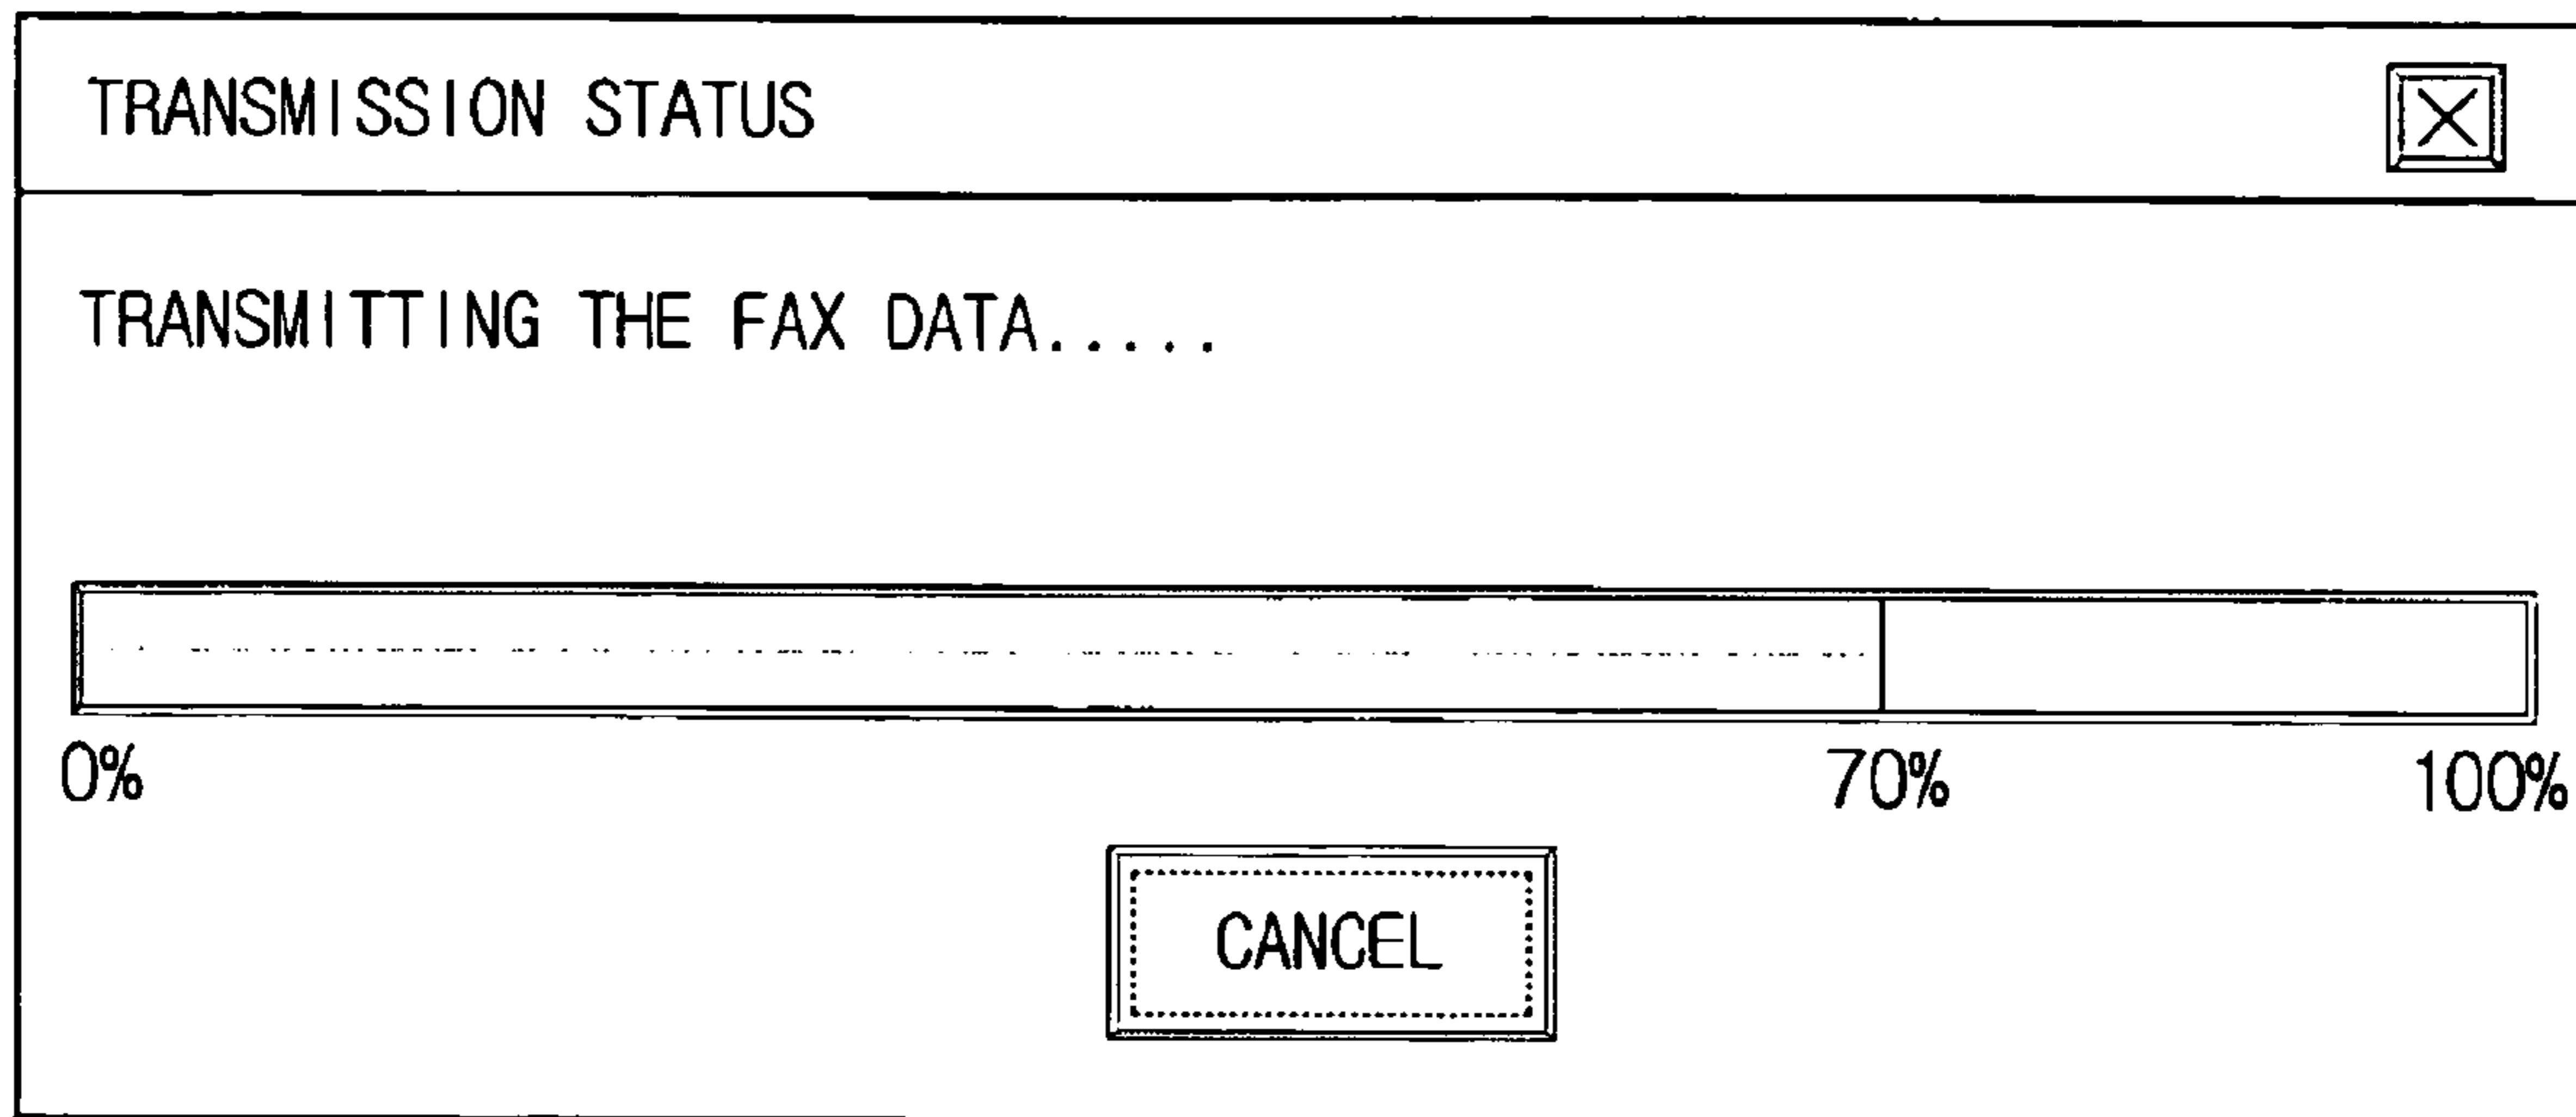 TRANSMISSION STATUS
TRANSMITTING THE FAX DATA.....
0% 70% 100%
CANCEL